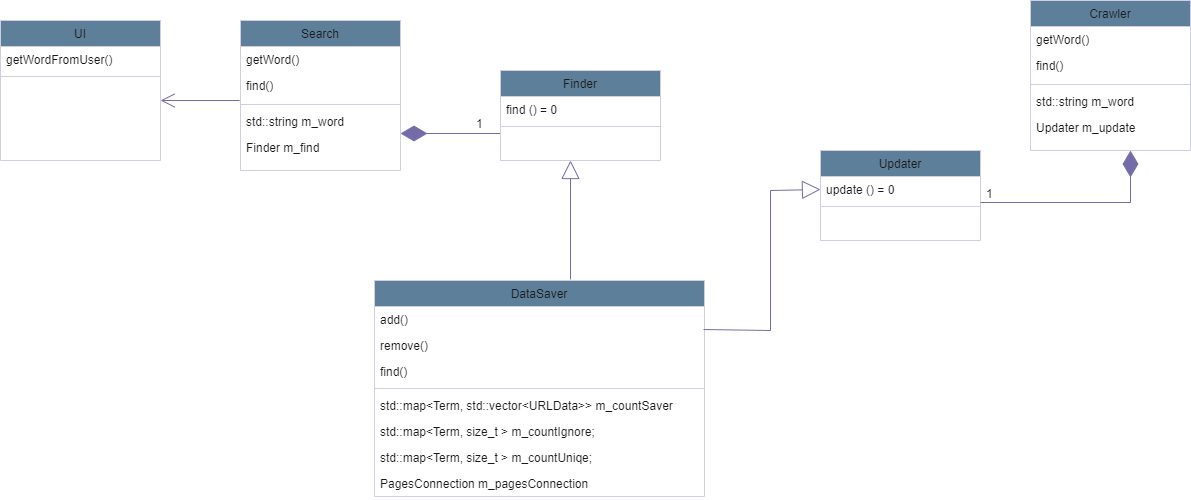 UI
getWordFromUser()
Search
getWord()
find()
std::string m_word
Finder m_find
1
Finder
find () = 0
Crawler
getWord()
find()
std::string m_word
Updater m_update
Updater
update () = 0
1
DataSaver
add()
remove()
find()
std::map<Term, std::vector<URLData>> m_countSaver
std::map<Term, size_t > m_countIgnore;
std::map<Term, size_t > m_countUniqe;
PagesConnection m_pagesConnection